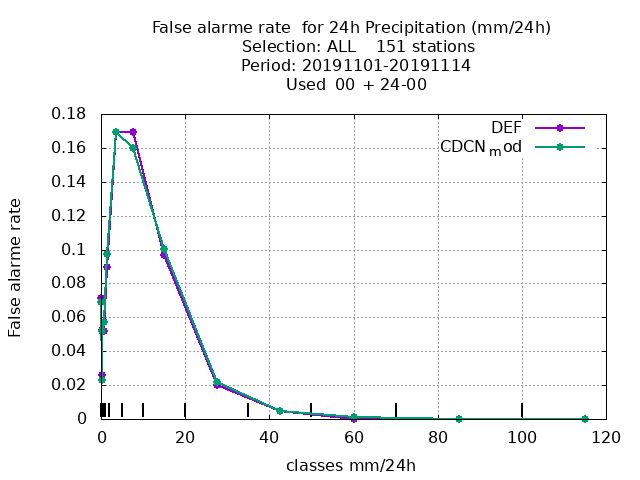 False alarme rate  for 24h Precipitation (mm/24h)
Selection: ALL    151 stations
Period: 20191101-20191114
Used  00  + 24-00
DEF
CDCN_mod
0.18
0.16
0.14
0.12
0.1
0.08
0.06
0.04
0.02
0
False alarme rate
0 20 40 60 80 100 120
classes mm/24h